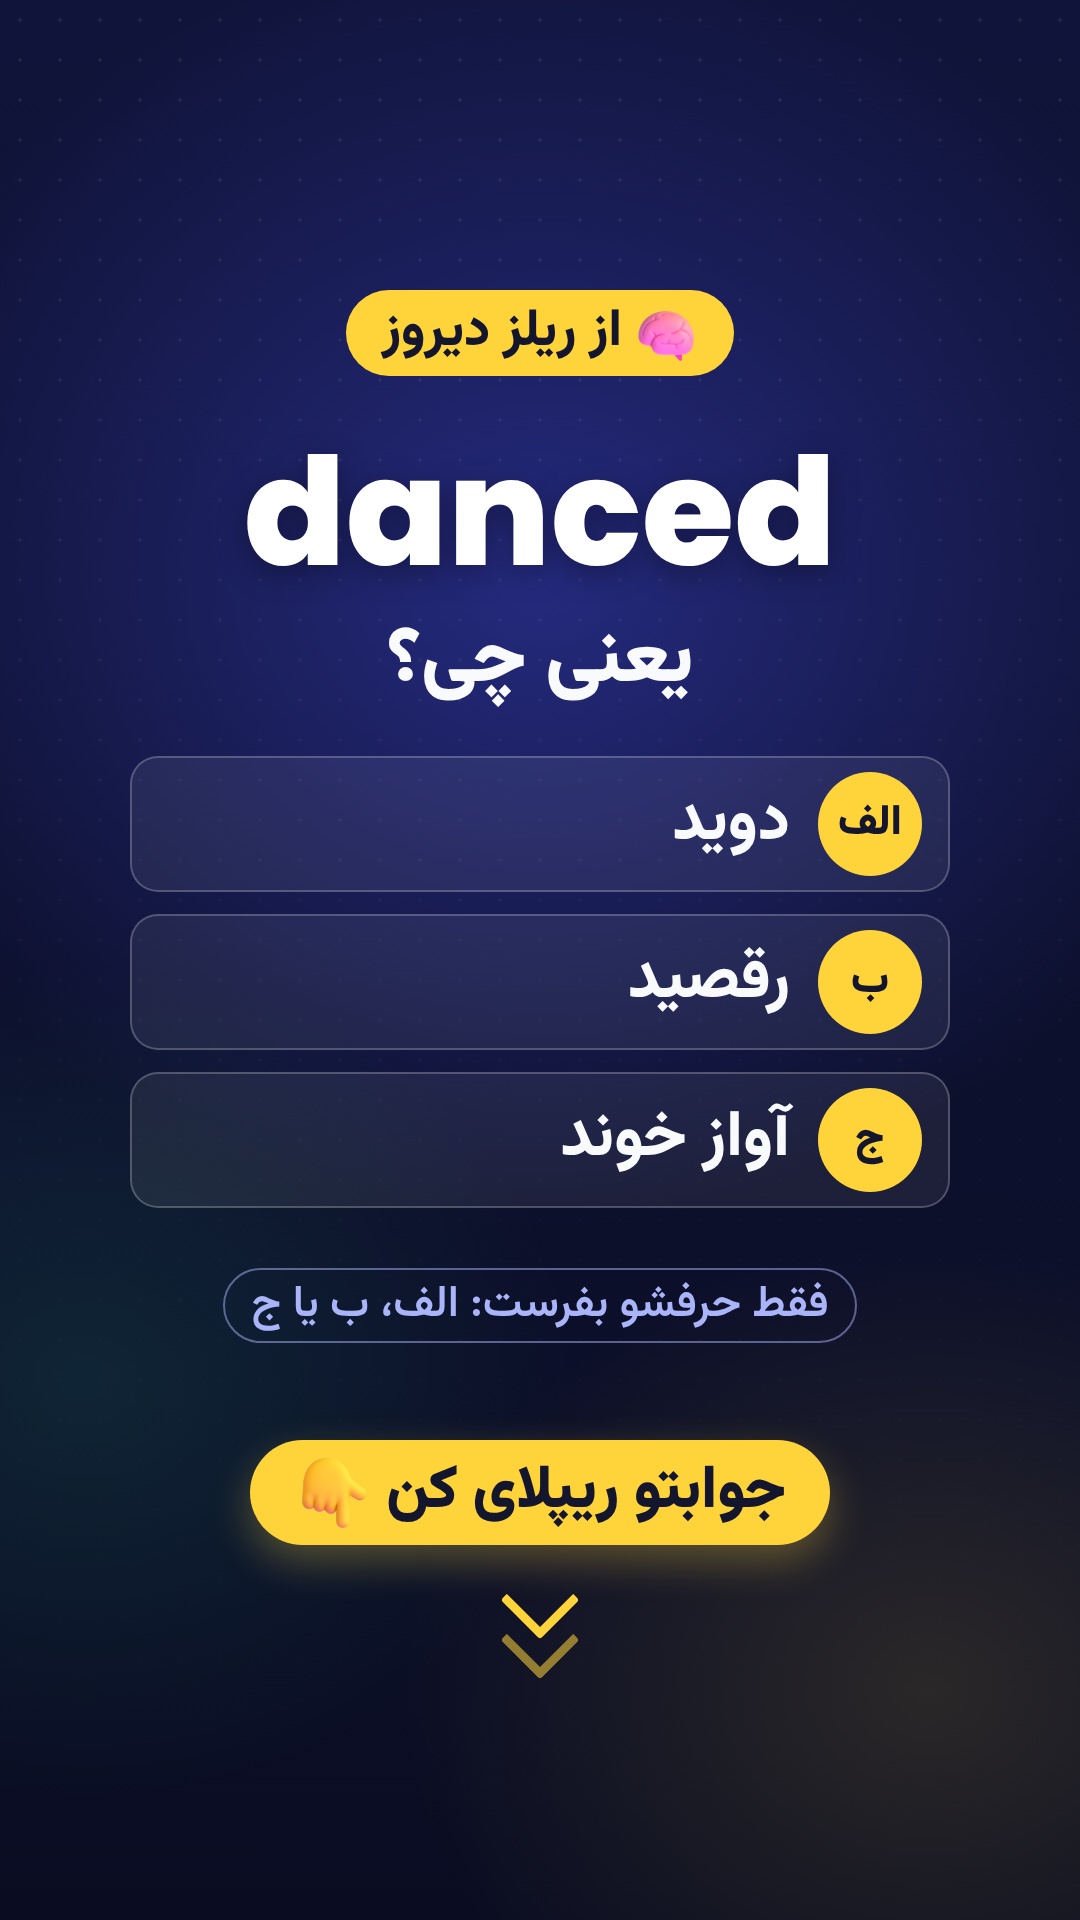 🧠 از ریلز دیروز
danced
یعنی چی؟
الف دوید
ب رقصید
ج آواز خوند
فقط حرفشو بفرست: الف، ب یا ج
جوابتو ریپلای کن 👇